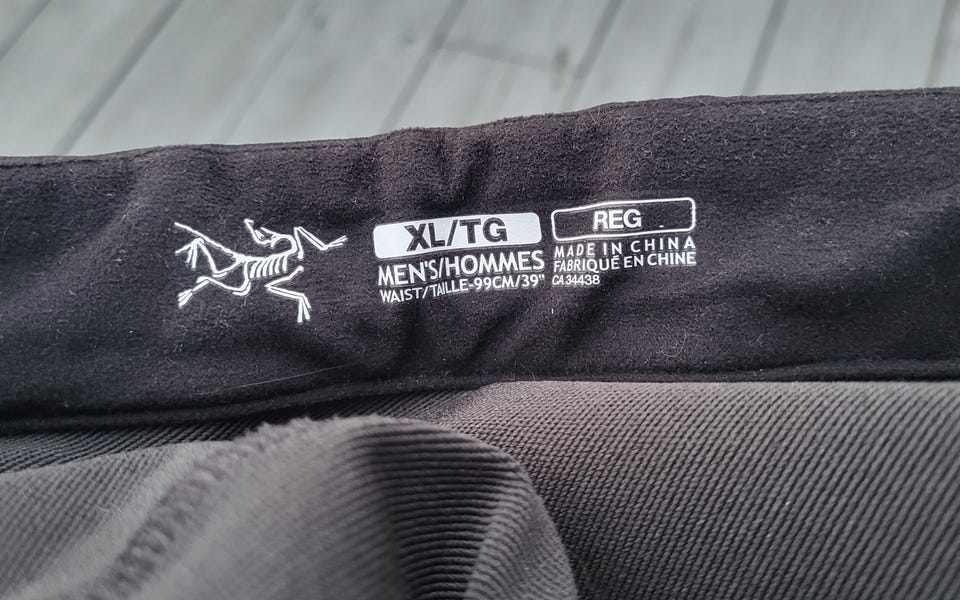 XL/TG
MEN'S/HOMMES
WAIST/TAILLE-99CM/39"
REG
MADE IN CHINA
FABRIQUÉ EN CHINE
CA 34438